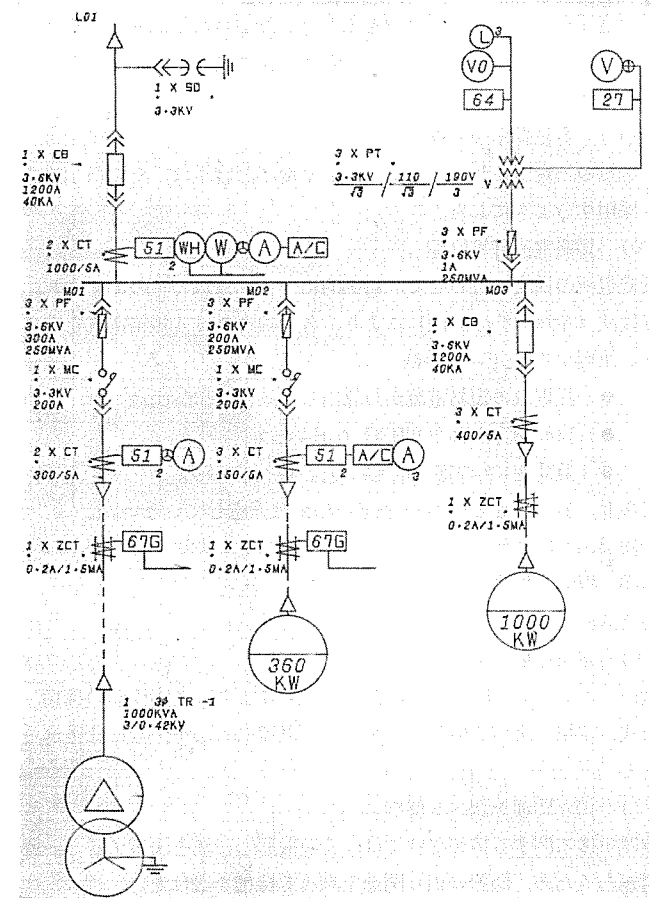 L01
1 X SD
3.3KV
1 X CB
3.6KV
1200A
40KA
2 X CT
1000/5A
51
2
WH
W
A
A/C
L
3
V0
64
V
27
3 X PT
3.3KV/√3 / 110/√3 / 190V/3
V
3 X PF
3.6KV
1A
250MVA
M01
M02
M03
3 X PF
3.6KV
300A
250MVA
1 X MC
3.3KV
200A
2 X CT
300/5A
51
2
A
1 X ZCT
0.2A/1.5MA
67G
3 X PF
3.6KV
200A
250MVA
1 X MC
3.3KV
200A
3 X CT
150/5A
51
2
A/C
A
3
1 X ZCT
0.2A/1.5MA
67G
360
KW
1 X CB
3.6KV
1200A
40KA
3 X CT
400/5A
1 X ZCT
0.2A/1.5MA
1000
KW
1 3ϕ TR -1
1000KVA
3/0.42KV